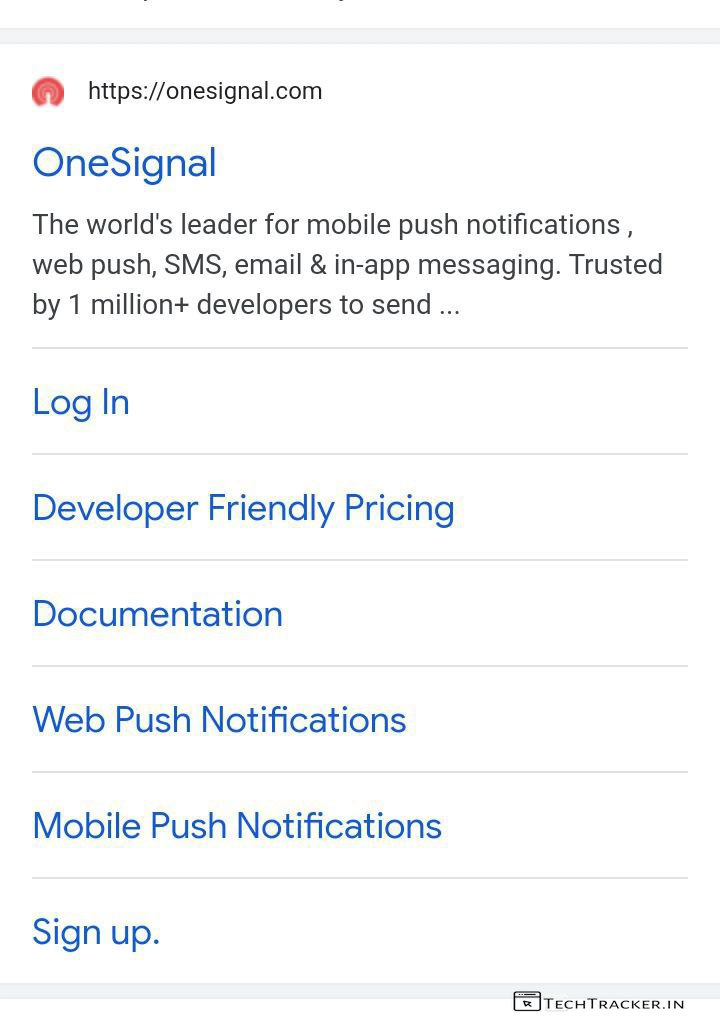 https://onesignal.com
OneSignal
The world's leader for mobile push notifications ,
web push, SMS, email & in-app messaging. Trusted
by 1 million+ developers to send ...
Log In
Developer Friendly Pricing
Documentation
Web Push Notifications
Mobile Push Notifications
Sign up.
TECHTRACKER.IN